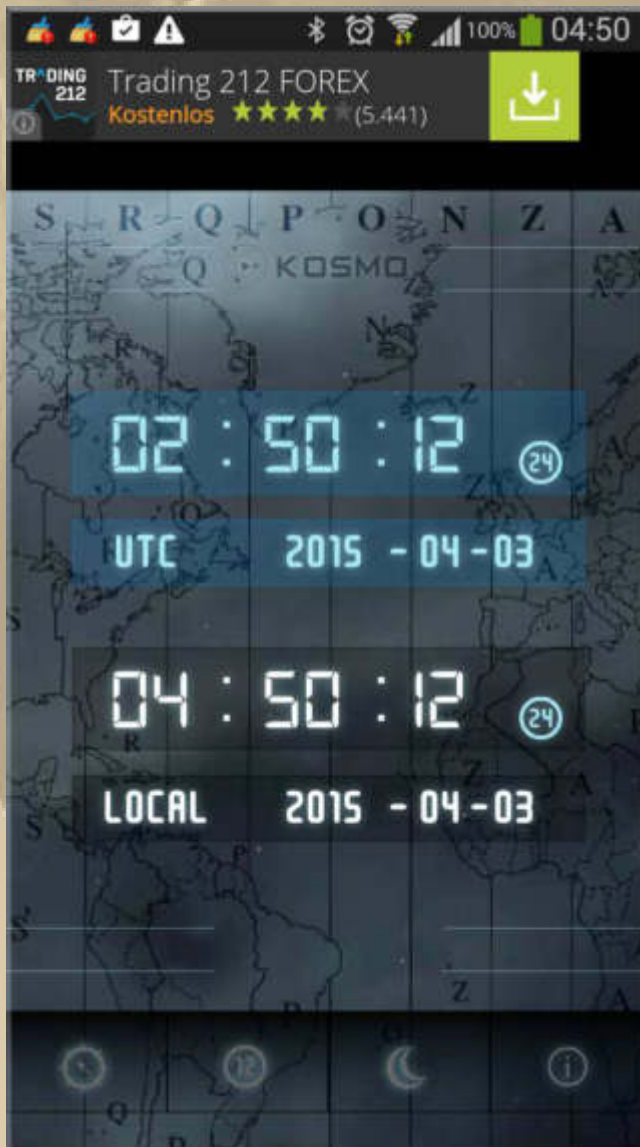 100% 04:50
TRADING 212
Trading 212 FOREX
Kostenlos (5.441)
S R Q P O N Z A
Q KOSMO A
R N
Z
02 : 50 : 12 24
A
Z
Q
UTC 2015 - 04 - 03
R A
S
04 : 50 : 12 24
R
Z
LOCAL 2015 - 04 - 03
A
S
P
S'
Z A
P
12 i
Q